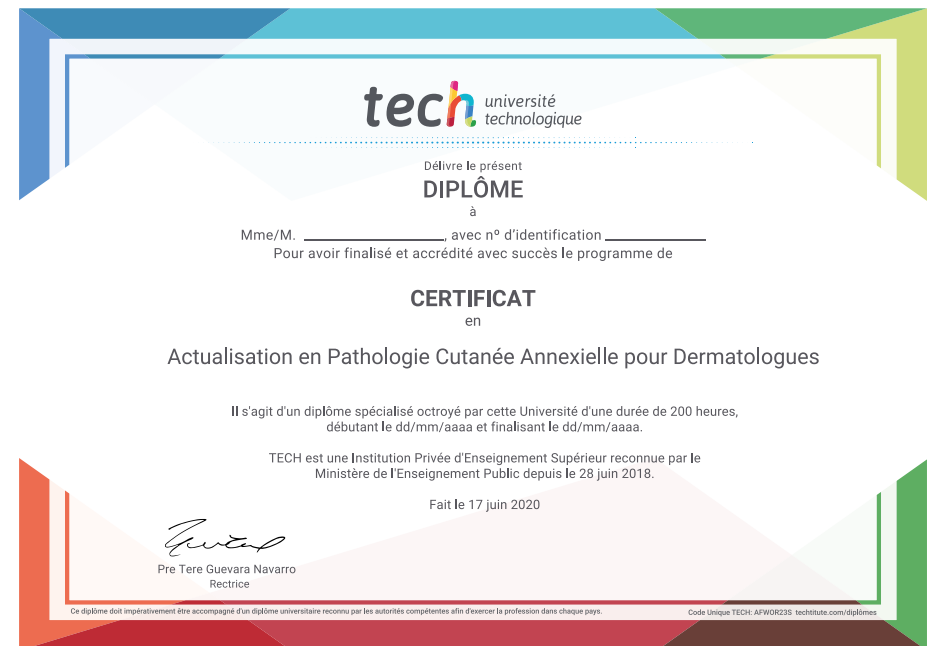 tech université
technologique
Délivre le présent
DIPLÔME
à
Mme/M. ____________________, avec nº d'identification ______________
Pour avoir finalisé et accrédité avec succès le programme de
CERTIFICAT
en
Actualisation en Pathologie Cutanée Annexielle pour Dermatologues
Il s'agit d'un diplôme spécialisé octroyé par cette Université d'une durée de 200 heures,
débutant le dd/mm/aaaa et finalisant le dd/mm/aaaa.
TECH est une Institution Privée d'Enseignement Supérieur reconnue par le
Ministère de l'Enseignement Public depuis le 28 juin 2018.
Fait le 17 juin 2020
Pre Tere Guevara Navarro
Rectrice
Ce diplôme doit impérativement être accompagné d'un diplôme universitaire reconnu par les autorités compétentes afin d'exercer la profession dans chaque pays.
Code Unique TECH: AFWOR23S techtitute.com/diplômes